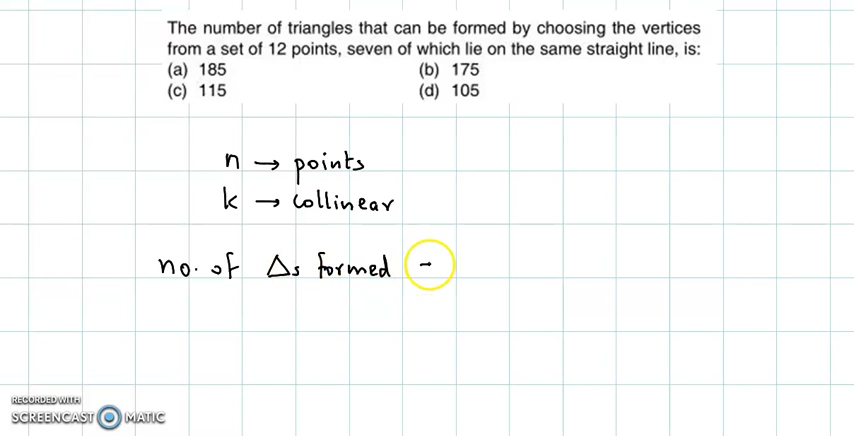 The number of triangles that can be formed by choosing the vertices
from a set of 12 points, seven of which lie on the same straight line, is:
(a) 185 (b) 175
(c) 115 (d) 105
n → points
k → collinear
no. of Δs formed -
RECORDED WITH
SCREENCAST MATIC